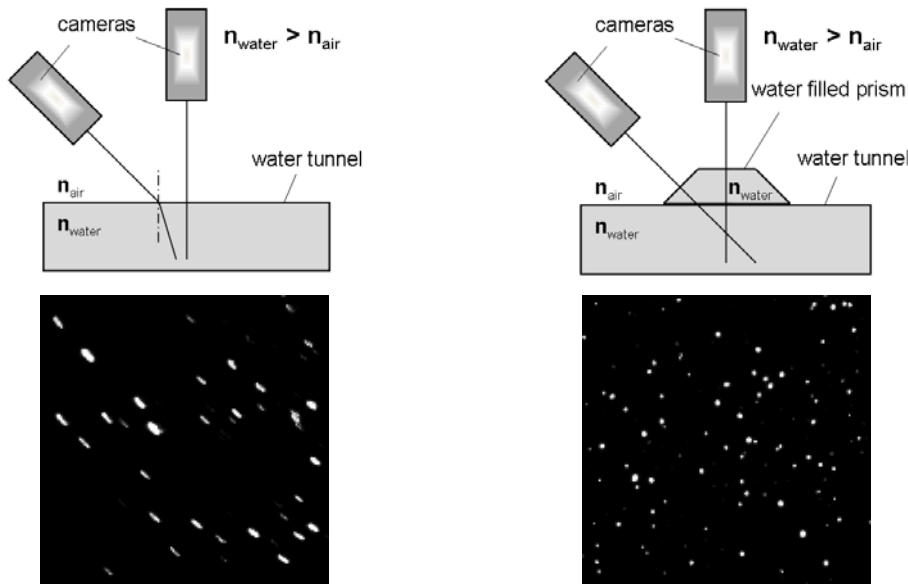 cameras
n_water > n_air
water tunnel
n_air
n_water
cameras
n_water > n_air
water filled prism
water tunnel
n_air
n_water
n_water